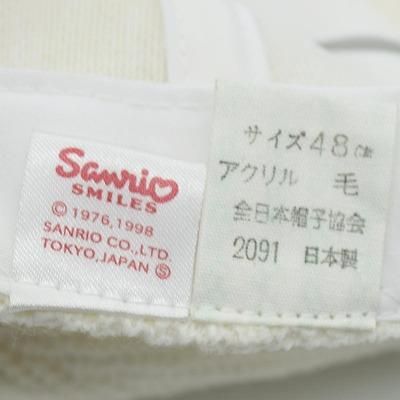 Sanrio
SMILES
© 1976,1998
SANRIO CO.,LTD.
TOKYO,JAPAN Ⓢ
サイズ48㎝
アクリル 毛
全日本帽子協会
2091 日本製